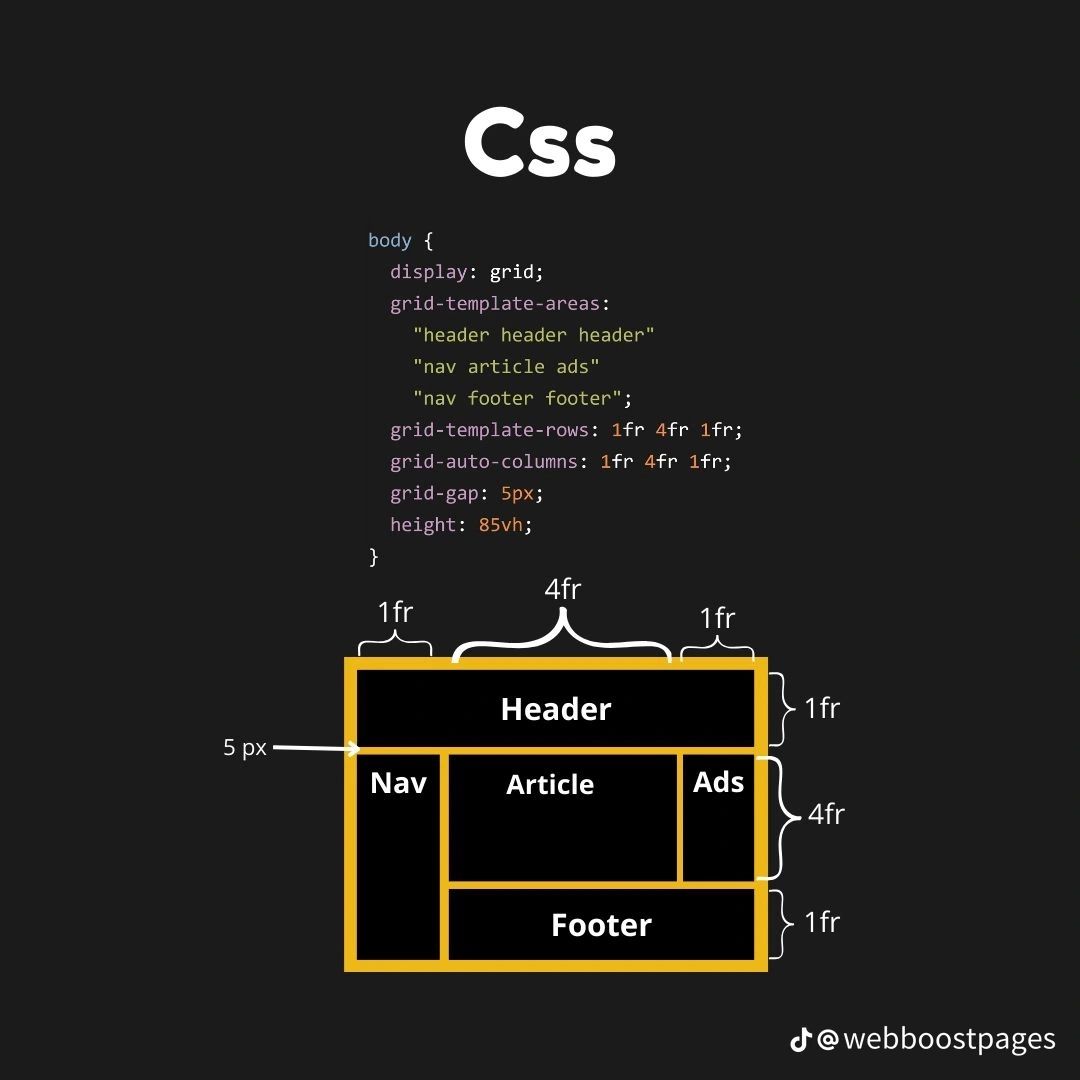 Css
body {
  display: grid;
  grid-template-areas:
    "header header header"
    "nav article ads"
    "nav footer footer";
  grid-template-rows: 1fr 4fr 1fr;
  grid-auto-columns: 1fr 4fr 1fr;
  grid-gap: 5px;
  height: 85vh;
}
4fr
1fr
1fr
Header
1fr
5 px
Nav
Article
Ads
4fr
Footer
1fr
@webboostpages